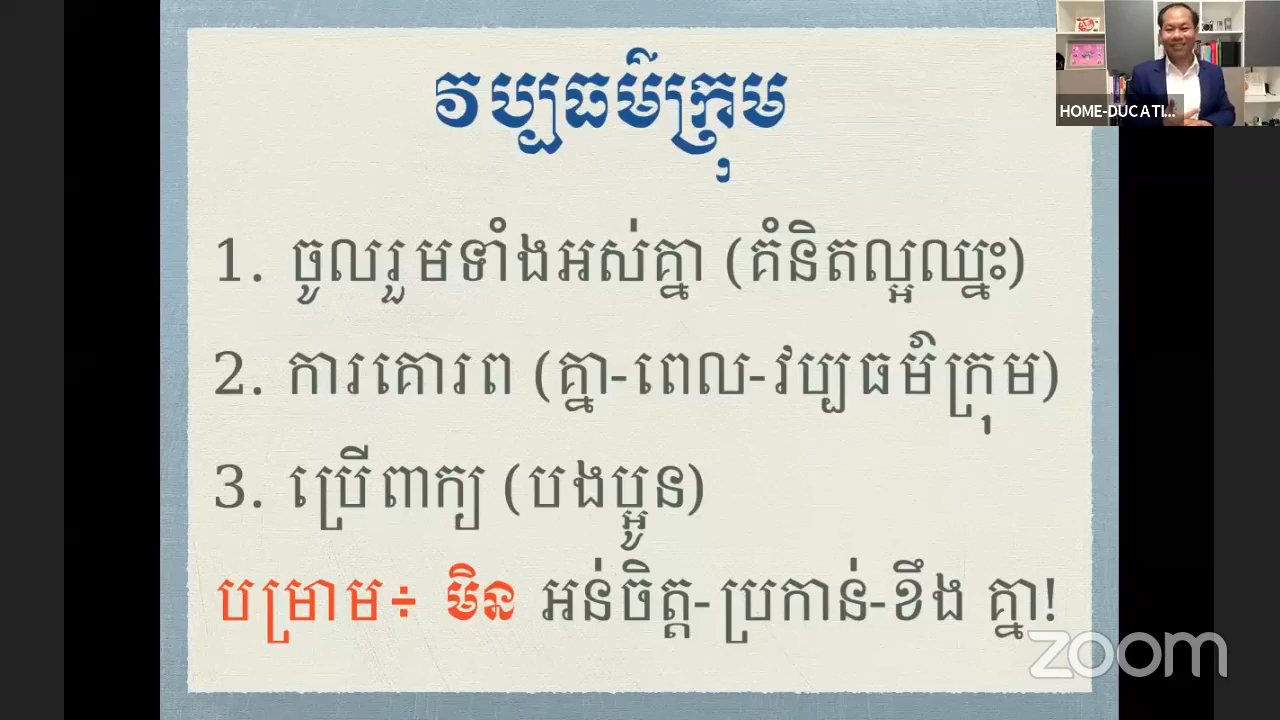 វប្បធម៌ក្រុម
HOME-DUCATI...
1. ចូលរួមទាំងអស់គ្នា (គំនិតល្អឈ្នះ)
2. ការគោរព (គ្នា-ពេល-វប្បធម៌ក្រុម)
3. ប្រើពាក្យ (បងប្អូន)
បម្រាម÷ មិន អន់ចិត្ត-ប្រកាន់-ខឹង គ្នា!
zoom